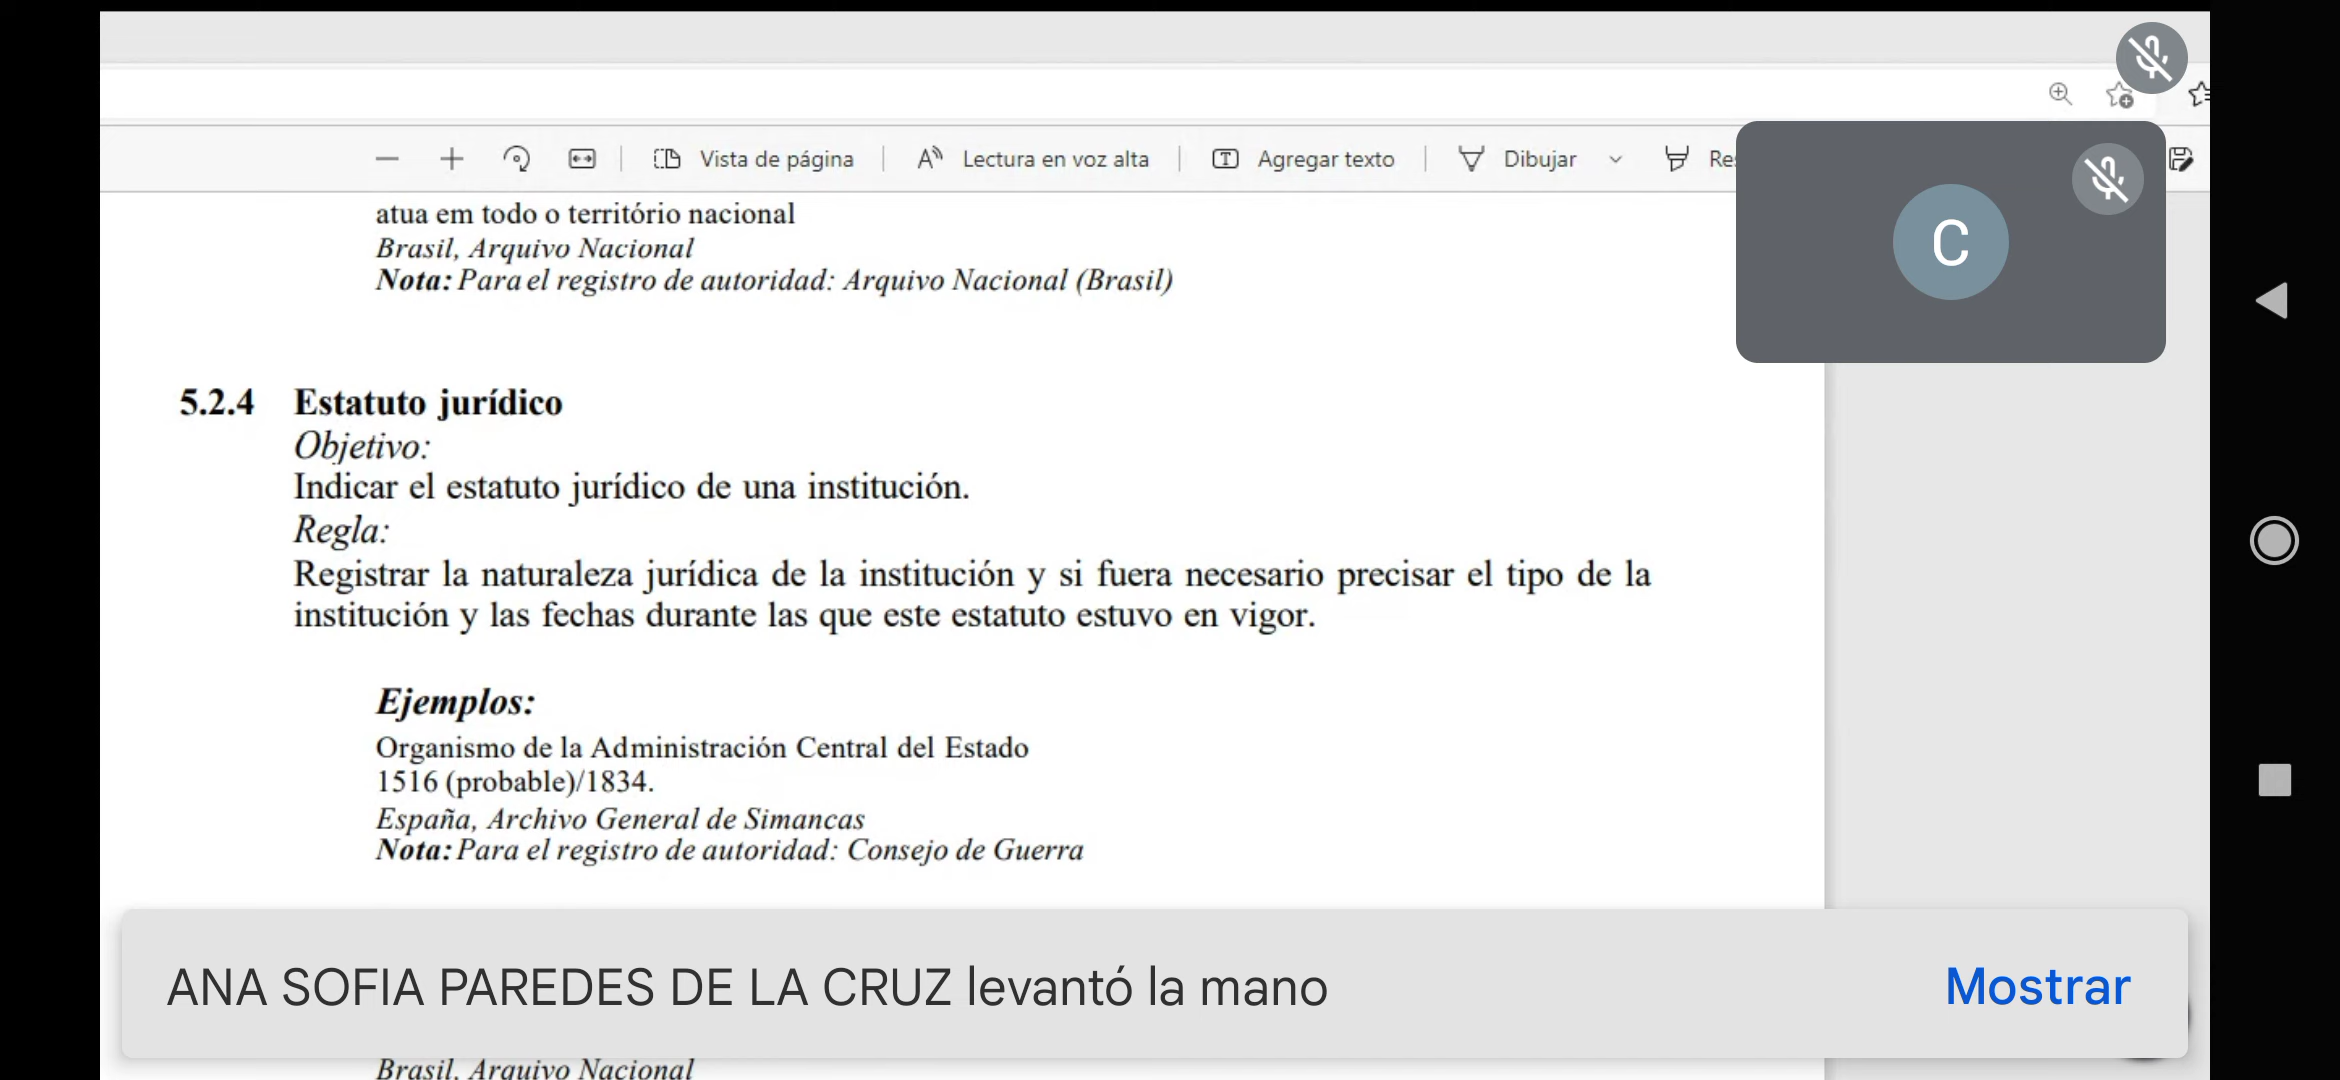 Vista de página
Lectura en voz alta
Agregar texto
Dibujar
C
atua em todo o território nacional
Brasil, Arquivo Nacional
Nota: Para el registro de autoridad: Arquivo Nacional (Brasil)
5.2.4 Estatuto jurídico
Objetivo:
Indicar el estatuto jurídico de una institución.
Regla:
Registrar la naturaleza jurídica de la institución y si fuera necesario precisar el tipo de la
institución y las fechas durante las que este estatuto estuvo en vigor.
Ejemplos:
Organismo de la Administración Central del Estado
1516 (probable)/1834.
España, Archivo General de Simancas
Nota: Para el registro de autoridad: Consejo de Guerra
ANA SOFIA PAREDES DE LA CRUZ levantó la mano
Mostrar
Brasil, Arquivo Nacional